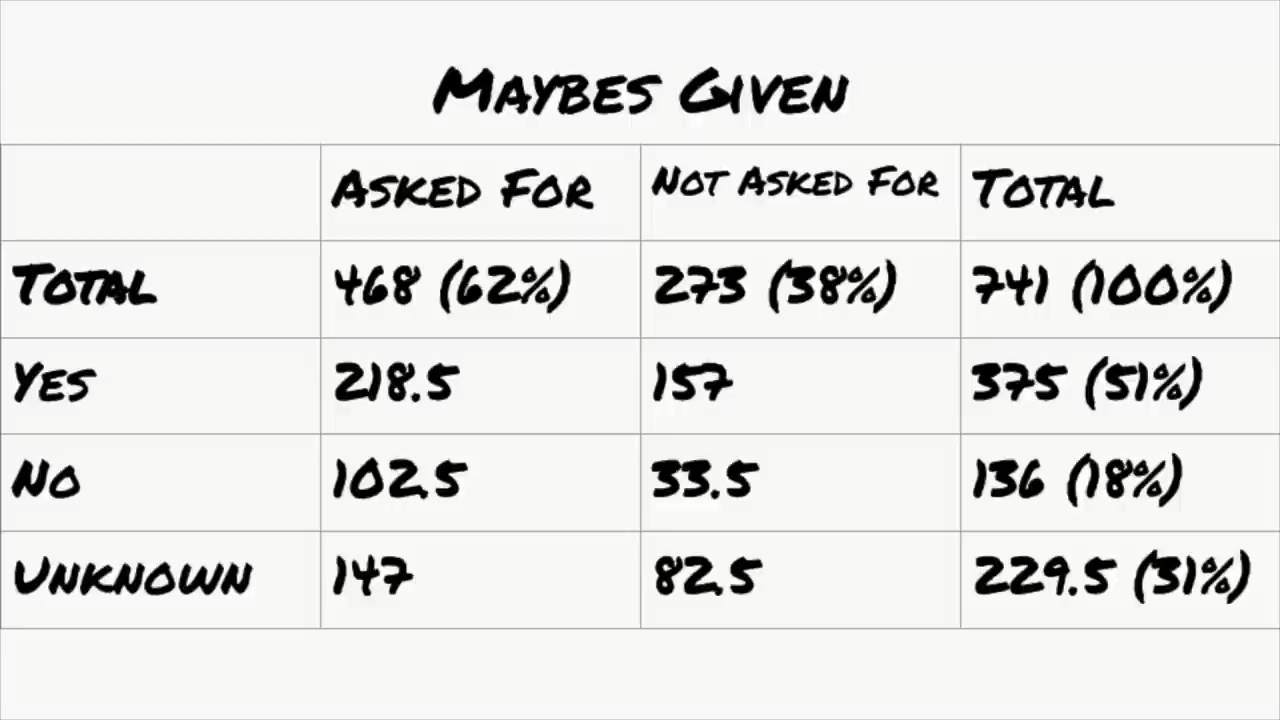 Maybes Given
Asked For Not Asked For Total
Total 468 (62%) 273 (38%) 741 (100%)
Yes 218.5 157 375 (51%)
No 102.5 33.5 136 (18%)
Unknown 147 82.5 229.5 (31%)